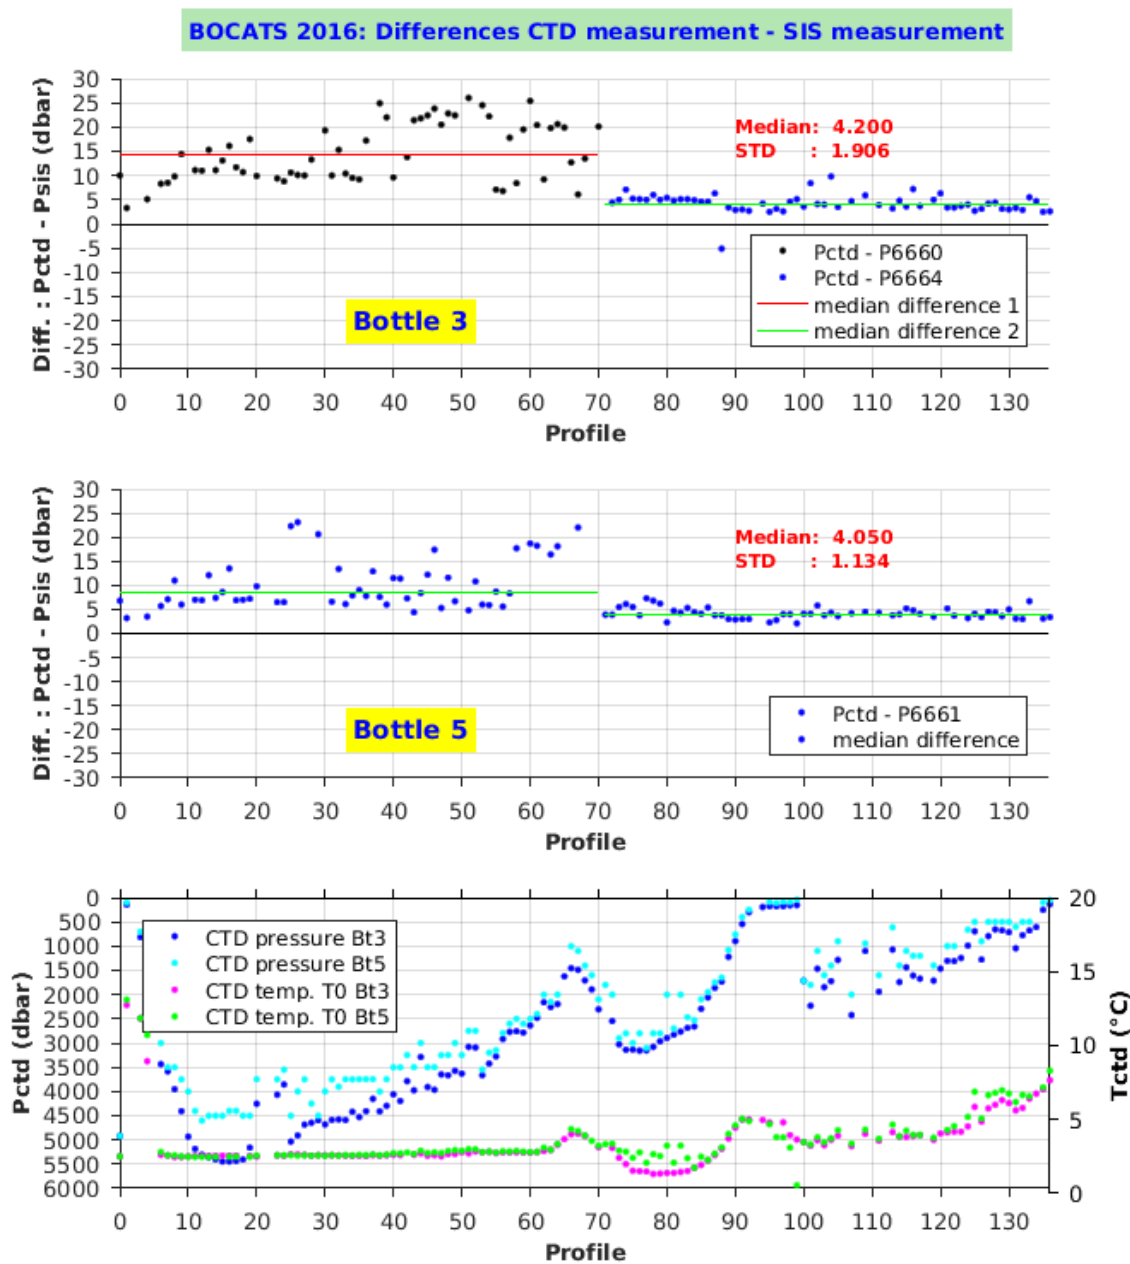 BOCATS 2016: Differences CTD measurement - SIS measurement
Diff. : Pctd - Psis (dbar)
30
25
20
15
10
5
0
-5
-10
-15
-20
-25
-30
Median: 4.200
STD : 1.906
Pctd - P6660
Pctd - P6664
median difference 1
median difference 2
Bottle 3
0 10 20 30 40 50 60 70 80 90 100 110 120 130
Profile
Diff. : Pctd - Psis (dbar)
30
25
20
15
10
5
0
-5
-10
-15
-20
-25
-30
Median: 4.050
STD : 1.134
Pctd - P6661
median difference
Bottle 5
0 10 20 30 40 50 60 70 80 90 100 110 120 130
Profile
Pctd (dbar)
0
500
1000
1500
2000
2500
3000
3500
4000
4500
5000
5500
6000
CTD pressure Bt3
CTD pressure Bt5
CTD temp. T0 Bt3
CTD temp. T0 Bt5
20
15
10
5
0
Tctd (°C)
0 10 20 30 40 50 60 70 80 90 100 110 120 130
Profile